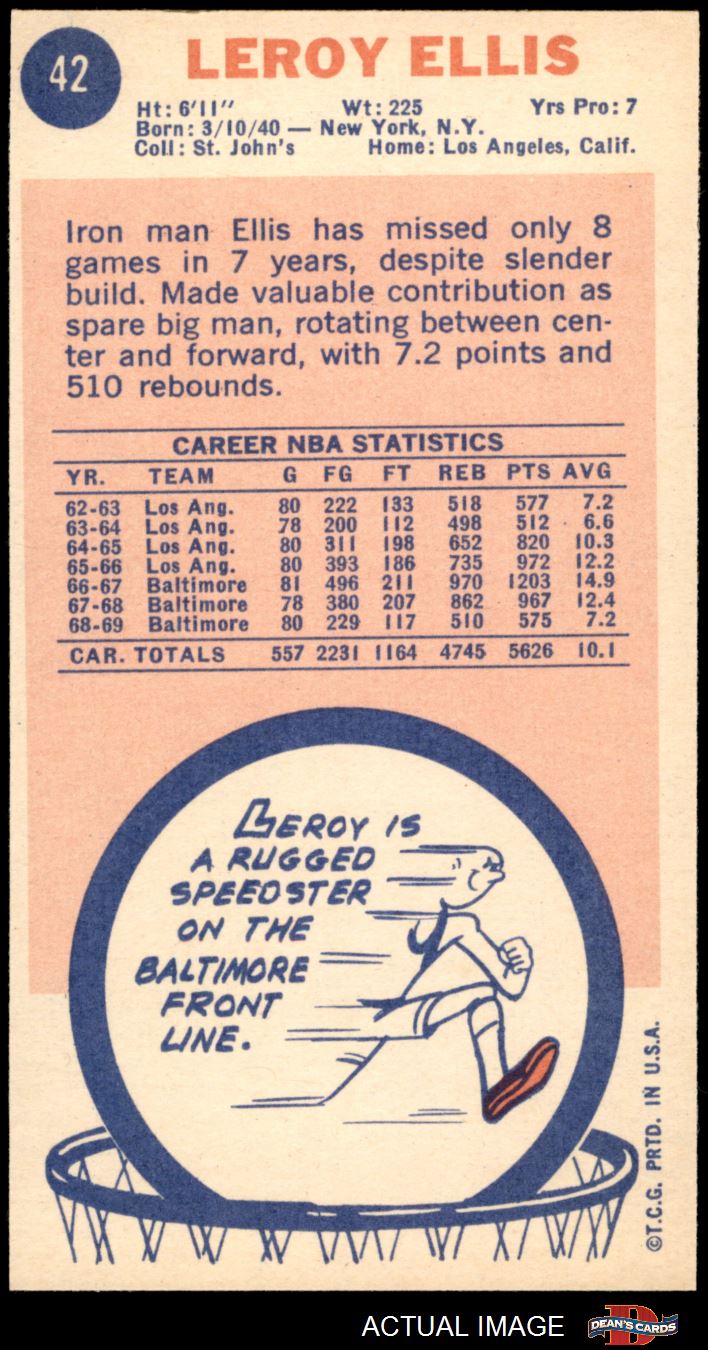 42
LEROY ELLIS
Ht: 6'11" Wt: 225 Yrs Pro: 7
Born: 3/10/40 — New York, N.Y.
Coll: St. John's Home: Los Angeles, Calif.
Iron man Ellis has missed only 8
games in 7 years, despite slender
build. Made valuable contribution as
spare big man, rotating between cen-
ter and forward, with 7.2 points and
510 rebounds.
CAREER NBA STATISTICS
YR. TEAM G FG FT REB PTS AVG
62-63 Los Ang. 80 222 133 518 577 7.2
63-64 Los Ang. 78 200 112 498 512 6.6
64-65 Los Ang. 80 311 198 652 820 10.3
65-66 Los Ang. 80 393 186 735 972 12.2
66-67 Baltimore 81 496 211 970 1203 14.9
67-68 Baltimore 78 380 207 862 967 12.4
68-69 Baltimore 80 229 117 510 575 7.2
CAR. TOTALS 557 2231 1164 4745 5626 10.1
LEROY IS
A RUGGED
SPEEDSTER
ON THE
BALTIMORE
FRONT
LINE.
©T.C.G. PRTD. IN U.S.A.
ACTUAL IMAGE
D
DEAN'S CARDS